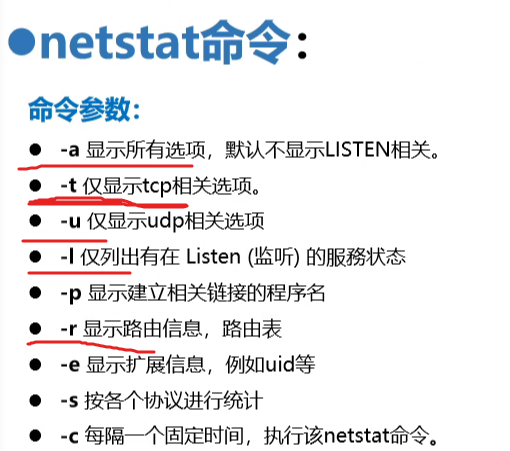 ●netstat命令：
命令参数：
● -a 显示所有选项，默认不显示LISTEN相关。
● -t 仅显示tcp相关选项。
● -u 仅显示udp相关选项
● -l 仅列出有在 Listen (监听) 的服務状态
● -p 显示建立相关链接的程序名
● -r 显示路由信息，路由表
● -e 显示扩展信息，例如uid等
● -s 按各个协议进行统计
● -c 每隔一个固定时间，执行该netstat命令。